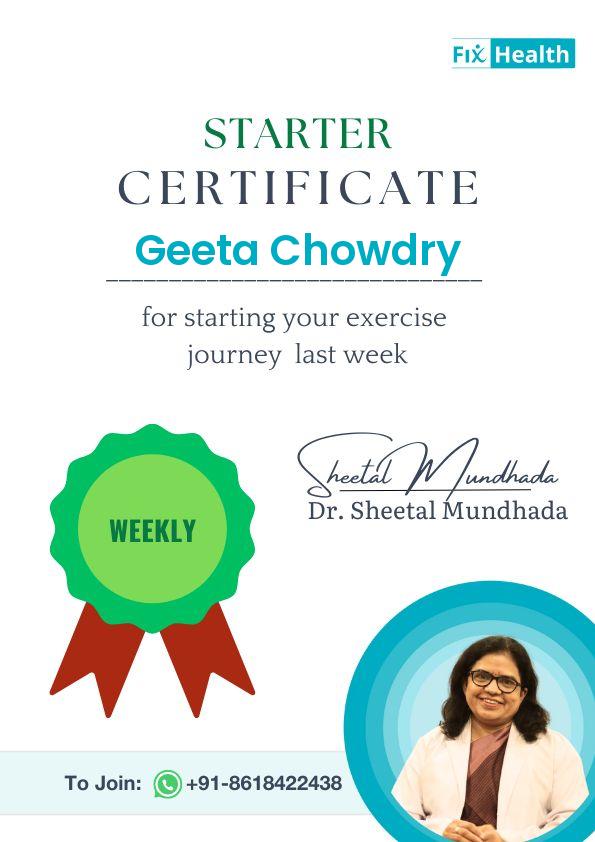 Fix Health
STARTER
CERTIFICATE
Geeta Chowdry
for starting your exercise
journey last week
WEEKLY
Sheetal Mundhada
Dr. Sheetal Mundhada
To Join: +91-8618422438